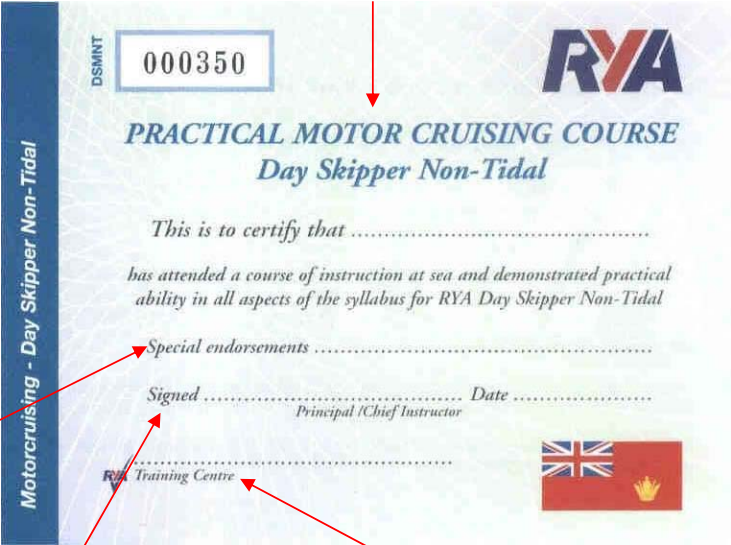 DSMNT
000350
RYA
PRACTICAL MOTOR CRUISING COURSE
Day Skipper Non-Tidal
This is to certify that ............................................
has attended a course of instruction at sea and demonstrated practical
ability in all aspects of the syllabus for RYA Day Skipper Non-Tidal
Special endorsements ..................................................
Signed ....................................... Date .....................
Principal /Chief Instructor
................................................
RYA Training Centre
Motorcruising - Day Skipper Non-Tidal